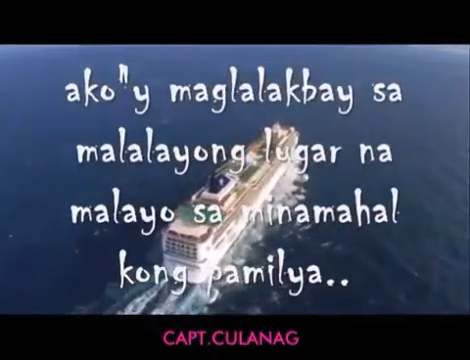 ako"y maglalakbay sa
malalayong lugar na
malayo sa minamahal
kong pamilya..
CAPT.CULANAG